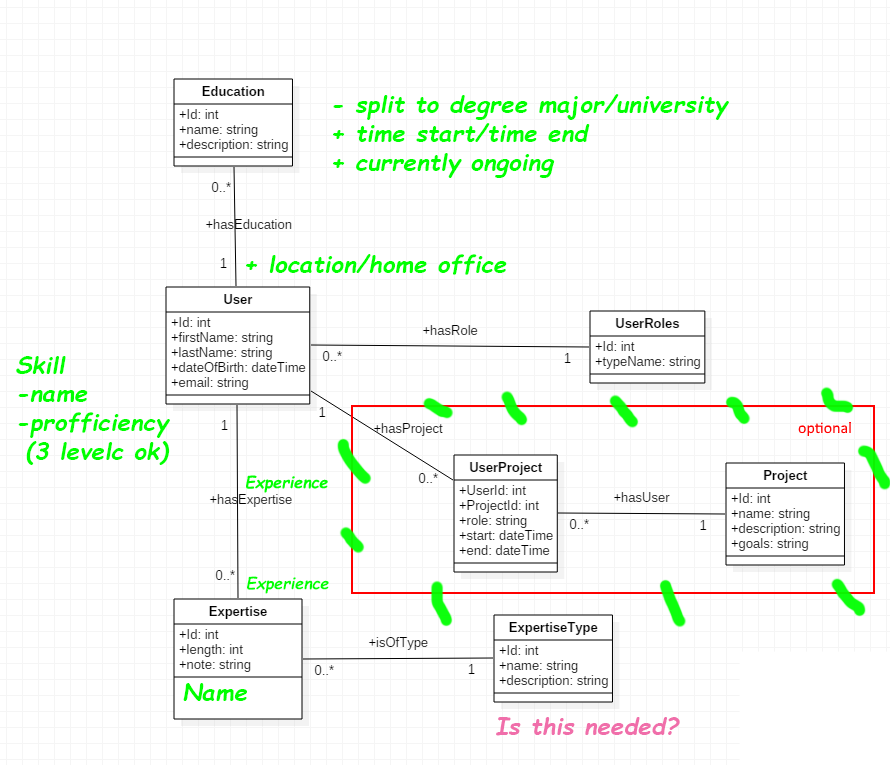 Education
+Id: int
+name: string
+description: string
- split to degree major/university
+ time start/time end
+ currently ongoing
0..*
+hasEducation
1
+ location/home office
User
+Id: int
+firstName: string
+lastName: string
+dateOfBirth: dateTime
+email: string
+hasRole
0..*
1
UserRoles
+Id: int
+typeName: string
Skill
-name
-profficiency
(3 levelc ok)
1
1
+hasProject
0..*
optional
UserProject
+UserId: int
+ProjectId: int
+role: string
+start: dateTime
+end: dateTime
+hasUser
0..*
1
Project
+Id: int
+name: string
+description: string
+goals: string
Experience
+hasExpertise
0..*
Experience
Expertise
+Id: int
+length: int
+note: string
Name
+isOfType
0..*
1
ExpertiseType
+Id: int
+name: string
+description: string
Is this needed?